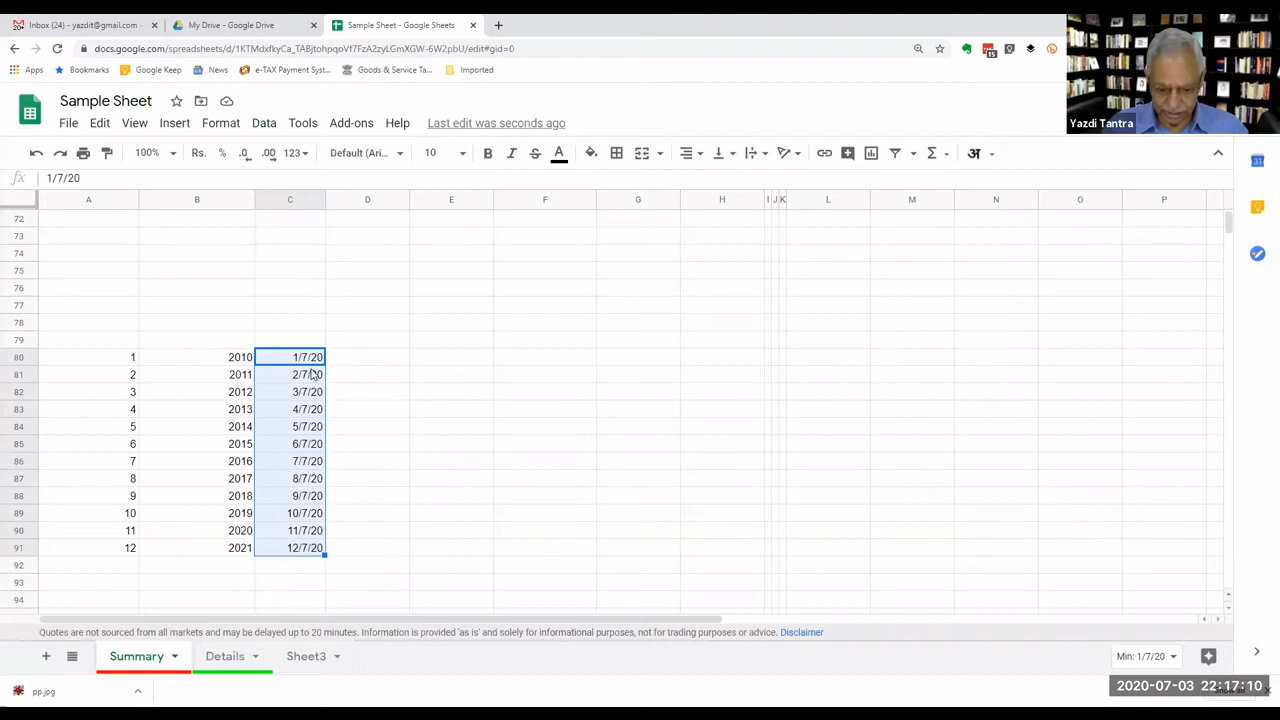 Inbox (24) - yazdit@gmail.com -
My Drive - Google Drive
Sample Sheet - Google Sheets
docs.google.com/spreadsheets/d/1KTMdxfkyCa_TABjtohpqoVf7FzA2zyLGmXGW-6W2pbU/edit#gid=0
15
Apps
Bookmarks
Google Keep
News
e-TAX Payment Syst...
Goods & Service Ta...
Imported
Yazdi Tantra
Sample Sheet
File Edit View Insert Format Data Tools Add-ons Help Last edit was seconds ago
100% Rs. % .0 .00 123 Default (Ari... 10 B I S A Σ अ
fx 1/7/20
A B C D E F G H I J K L M N O P
72
73
74
75
76
77
78
79
80 1 2010 1/7/20
81 2 2011 2/7/20
82 3 2012 3/7/20
83 4 2013 4/7/20
84 5 2014 5/7/20
85 6 2015 6/7/20
86 7 2016 7/7/20
87 8 2017 8/7/20
88 9 2018 9/7/20
89 10 2019 10/7/20
90 11 2020 11/7/20
91 12 2021 12/7/20
92
93
94
Quotes are not sourced from all markets and may be delayed up to 20 minutes. Information is provided 'as is' and solely for informational purposes, not for trading purposes or advice. Disclaimer
Summary Details Sheet3
Min: 1/7/20
pp.jpg
2020-07-03 22:17:10